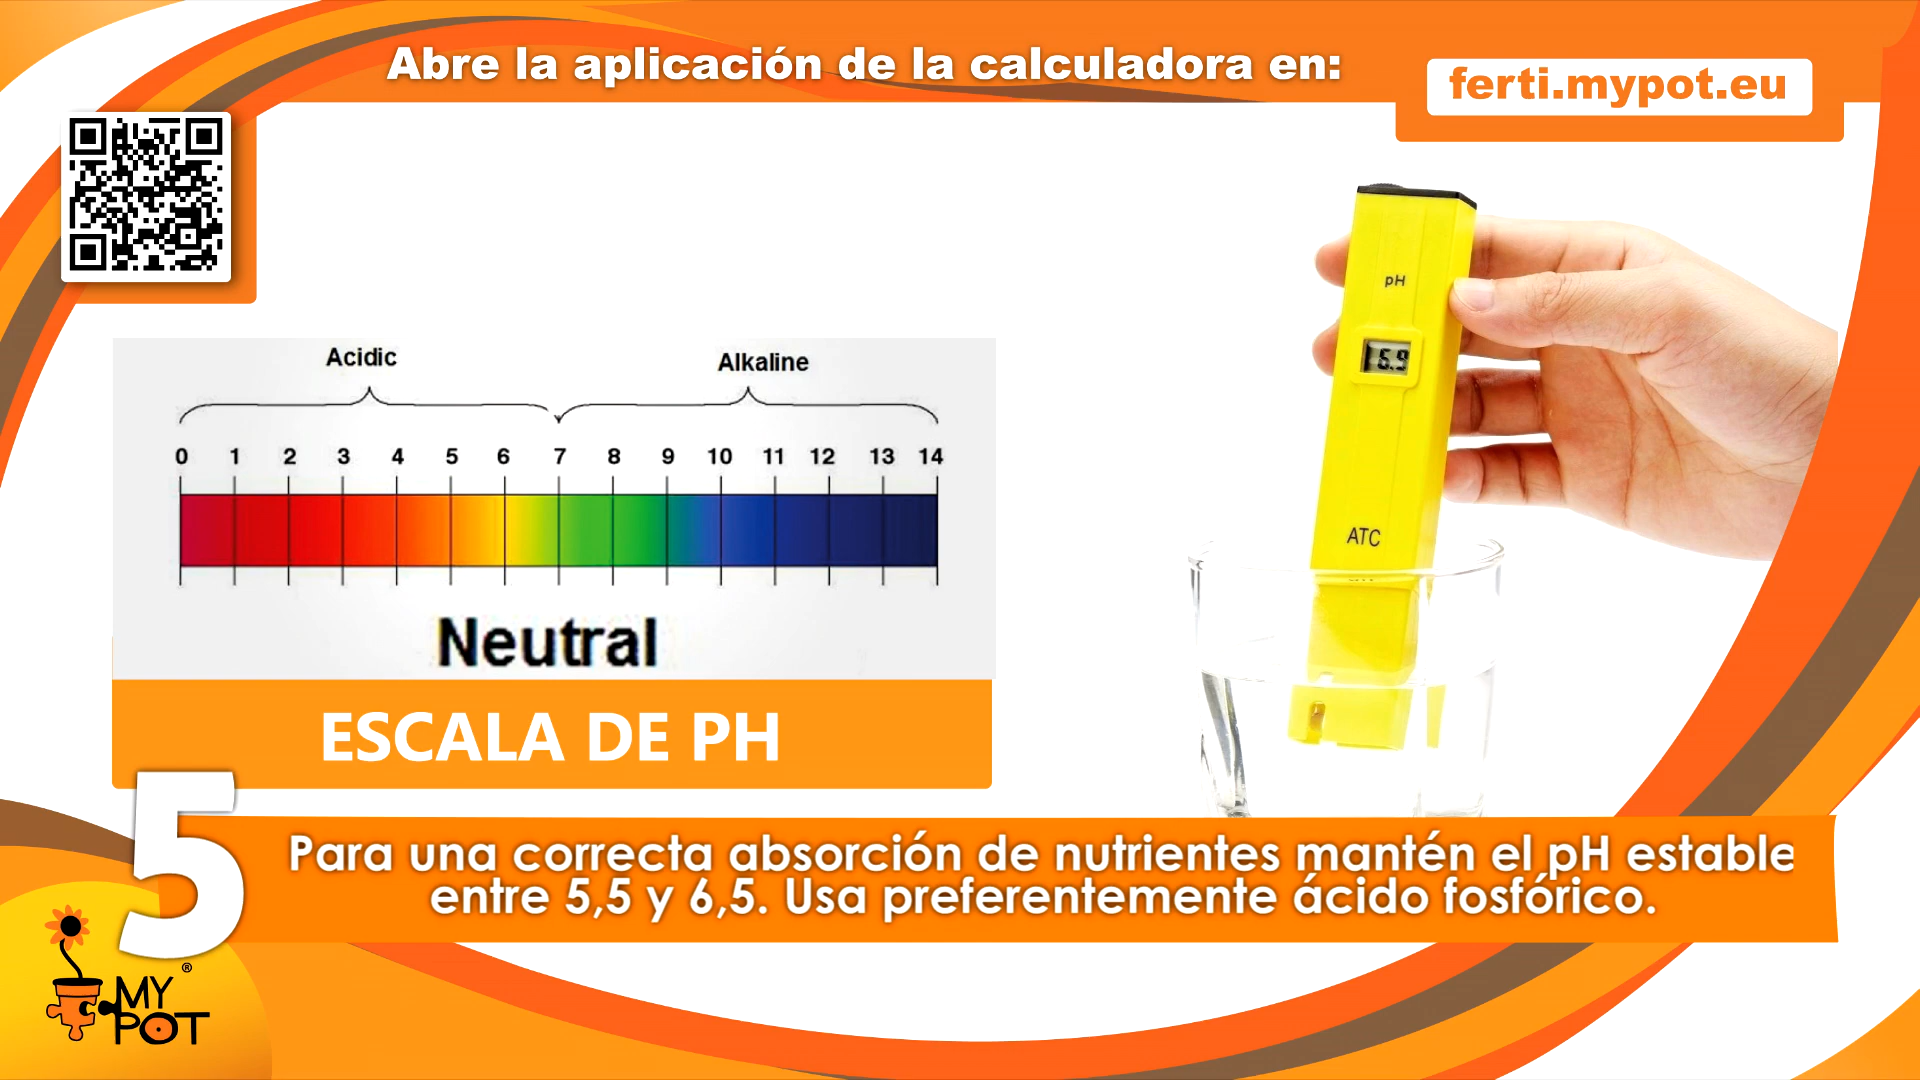 Abre la aplicación de la calculadora en:
ferti.mypot.eu
Acidic
Alkaline
0 1 2 3 4 5 6 7 8 9 10 11 12 13 14
Neutral
ESCALA DE PH
pH
6.9
ATC
5
Para una correcta absorción de nutrientes mantén el pH estable
entre 5,5 y 6,5. Usa preferentemente ácido fosfórico.
MY ®
POT